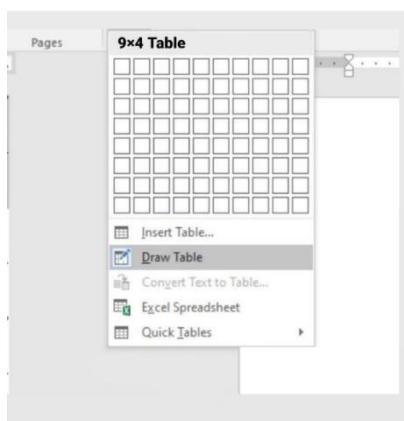 Pages
9×4 Table
Insert Table...
Draw Table
Convert Text to Table...
Excel Spreadsheet
Quick Tables